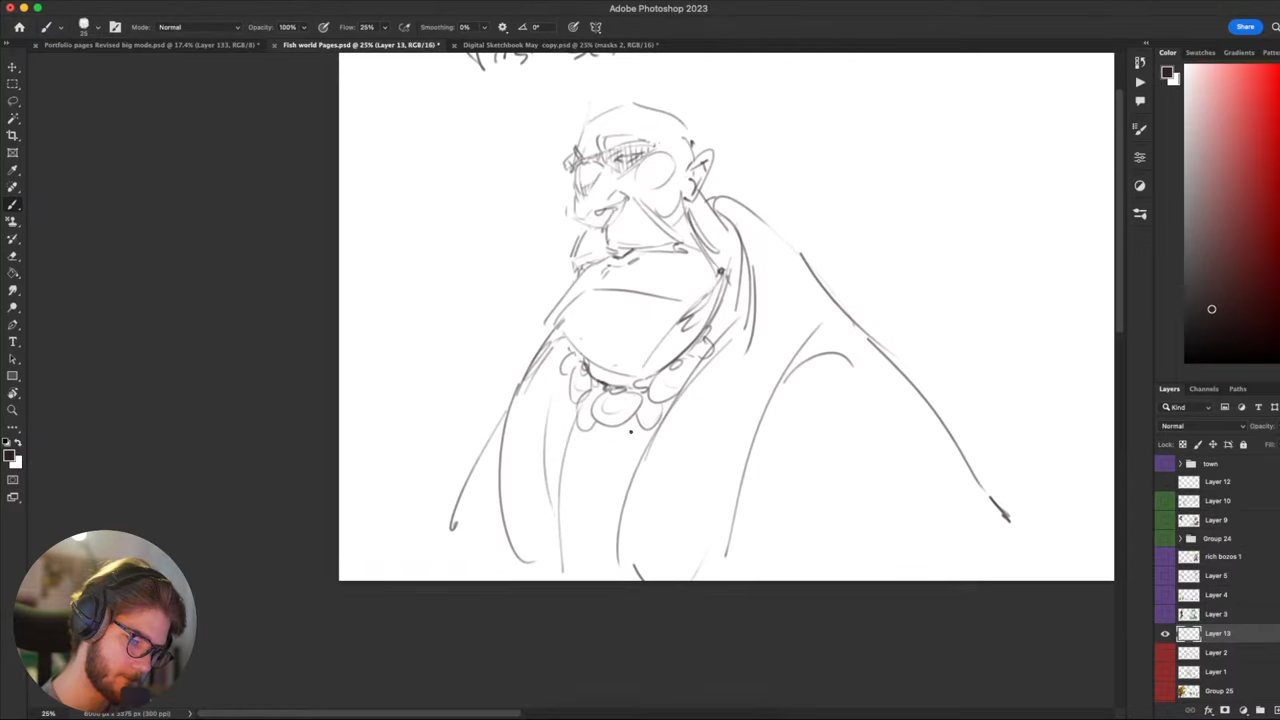 Adobe Photoshop 2023
25
Mode: Normal
Opacity: 100%
Flow: 25%
Smoothing: 0%
0°
Share
Portfolio pages Revised big mode.psd @ 17.4% (Layer 133, RGB/8) *
Fish world Pages.psd @ 25% (Layer 13, RGB/16) *
Digital Sketchbook May copy.psd @ 25% (masks 2, RGB/16) *
Color
Swatches
Gradients
Patte
Layers
Channels
Paths
Kind
Normal
Opacity:
Lock:
Fill:
town
Layer 12
Layer 10
Layer 9
Group 24
rich bozos 1
Layer 5
Layer 4
Layer 3
Layer 13
Layer 2
Layer 1
Group 25
25%